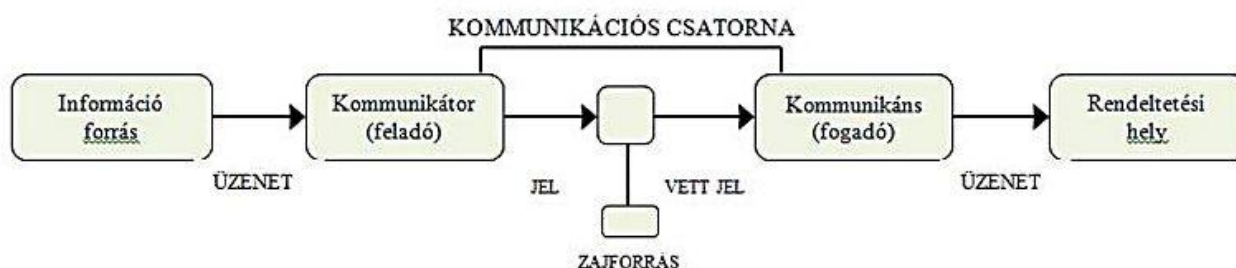 KOMMUNIKÁCIÓS CSATORNA
Információ
forrás
Kommunikátor
(feladó)
Kommunikáns
(fogadó)
Rendeltetési
hely
ÜZENET
JEL
VETT JEL
ÜZENET
ZAJFORRÁS